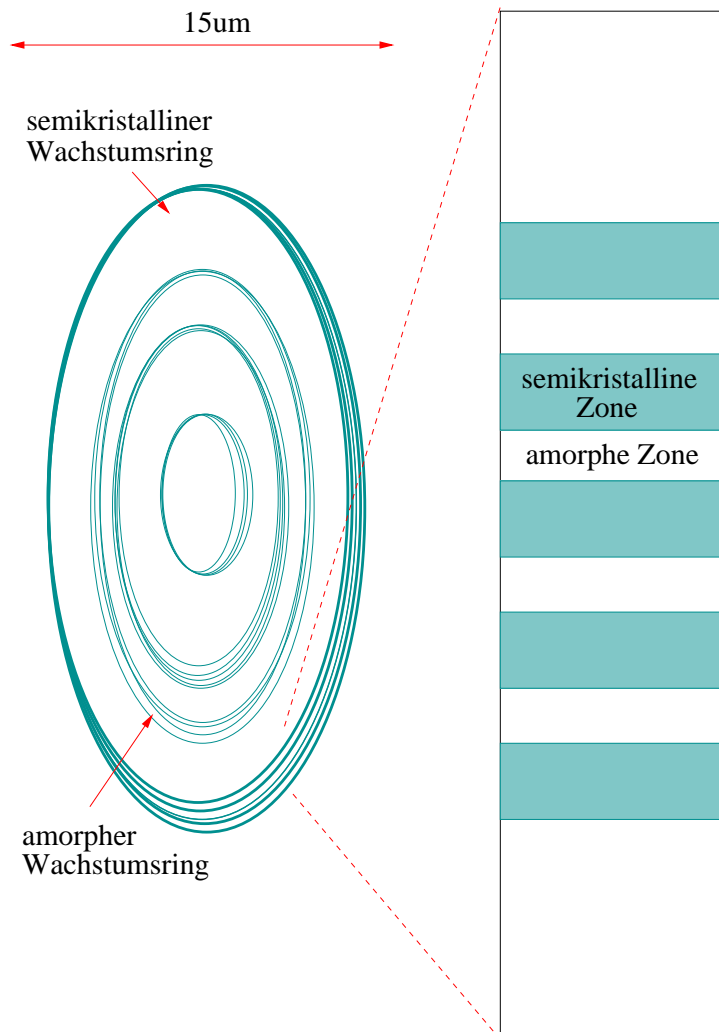 15um
semikristalliner
Wachstumsring
semikristalline
Zone
amorphe Zone
amorpher
Wachstumsring